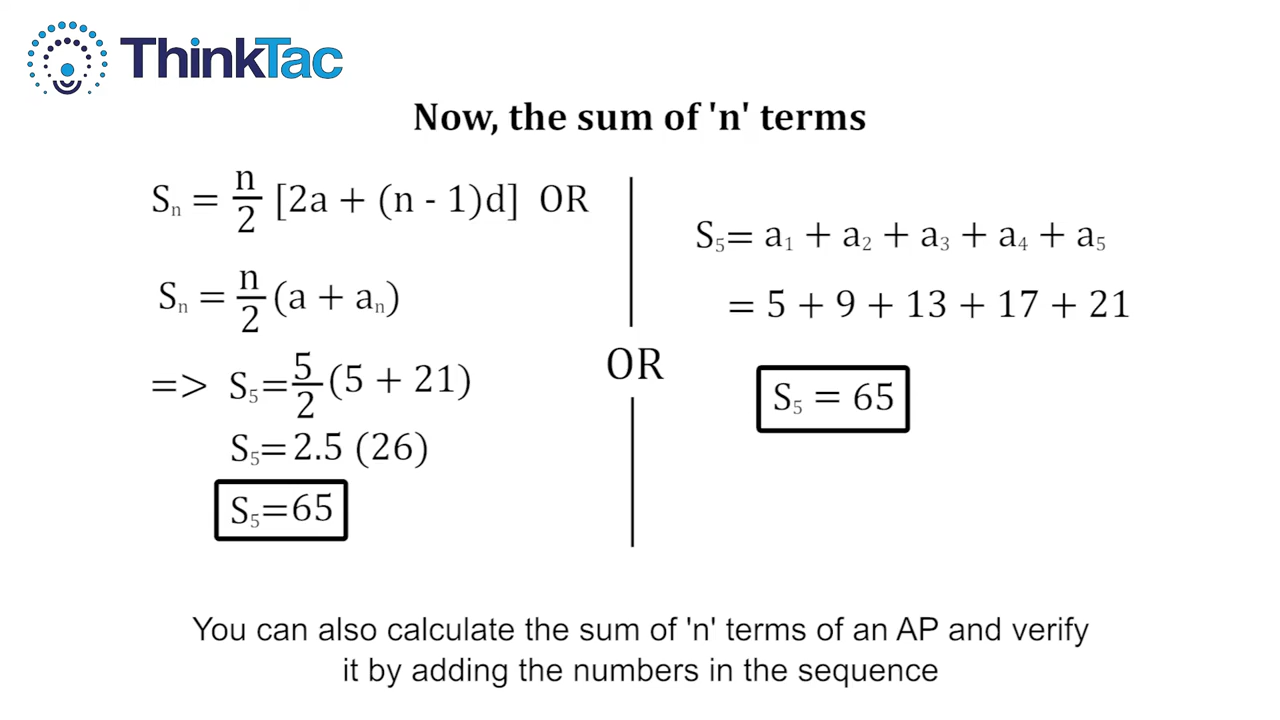 ThinkTac
Now, the sum of 'n' terms
Sₙ = n/2 [2a + (n - 1)d] OR
Sₙ = n/2 (a + aₙ)
=> S₅ = 5/2 (5 + 21)
S₅= 2.5 (26)
S₅=65
OR
S₅= a₁ + a₂ + a₃ + a₄ + a₅
= 5 + 9 + 13 + 17 + 21
S₅ = 65
You can also calculate the sum of 'n' terms of an AP and verify
it by adding the numbers in the sequence